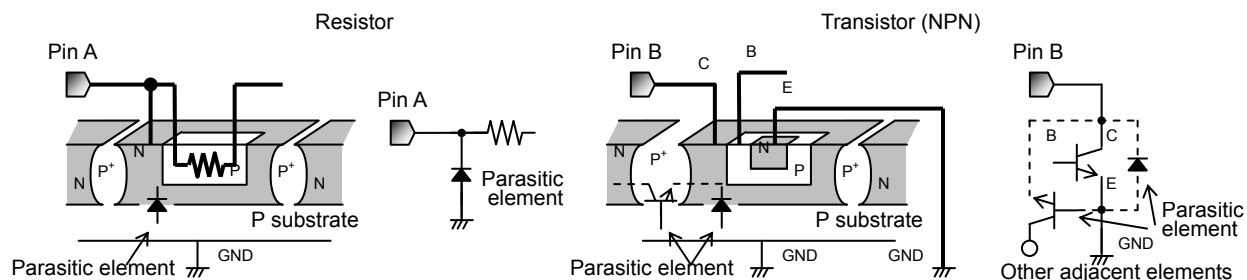 Resistor
Transistor (NPN)
Pin A
Pin B
C
B
E
Pin B
Pin A
N
P
P+
P+
N
N
Parasitic element
P substrate
GND
Parasitic element
N
P+
N
P
P+
N
P substrate
GND
GND
Parasitic element
B
C
E
Parasitic element
GND
Other adjacent elements